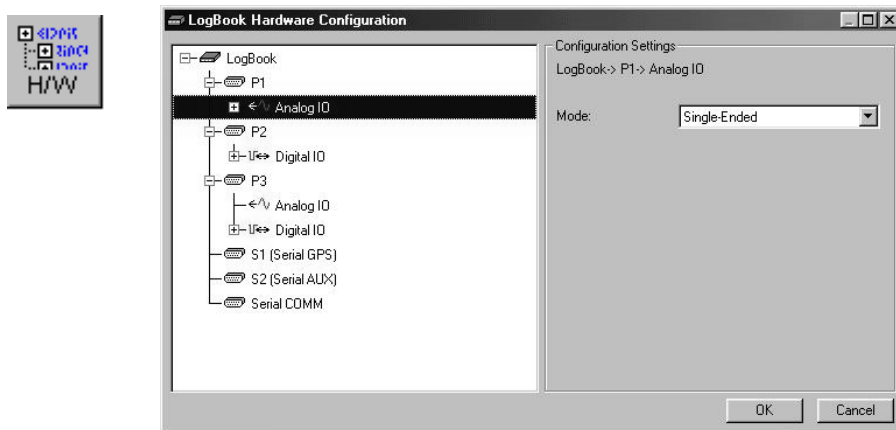 H/W
LogBook Hardware Configuration
LogBook
P1
Analog IO
P2
Digital IO
P3
Analog IO
Digital IO
S1 (Serial GPS)
S2 (Serial AUX)
Serial COMM
Configuration Settings
LogBook-> P1-> Analog IO
Mode:
Single-Ended
OK
Cancel